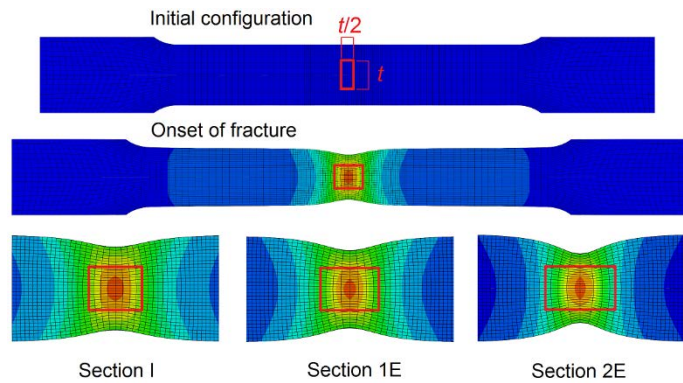 Initial configuration
t/2
t
Onset of fracture
Section I
Section 1E
Section 2E